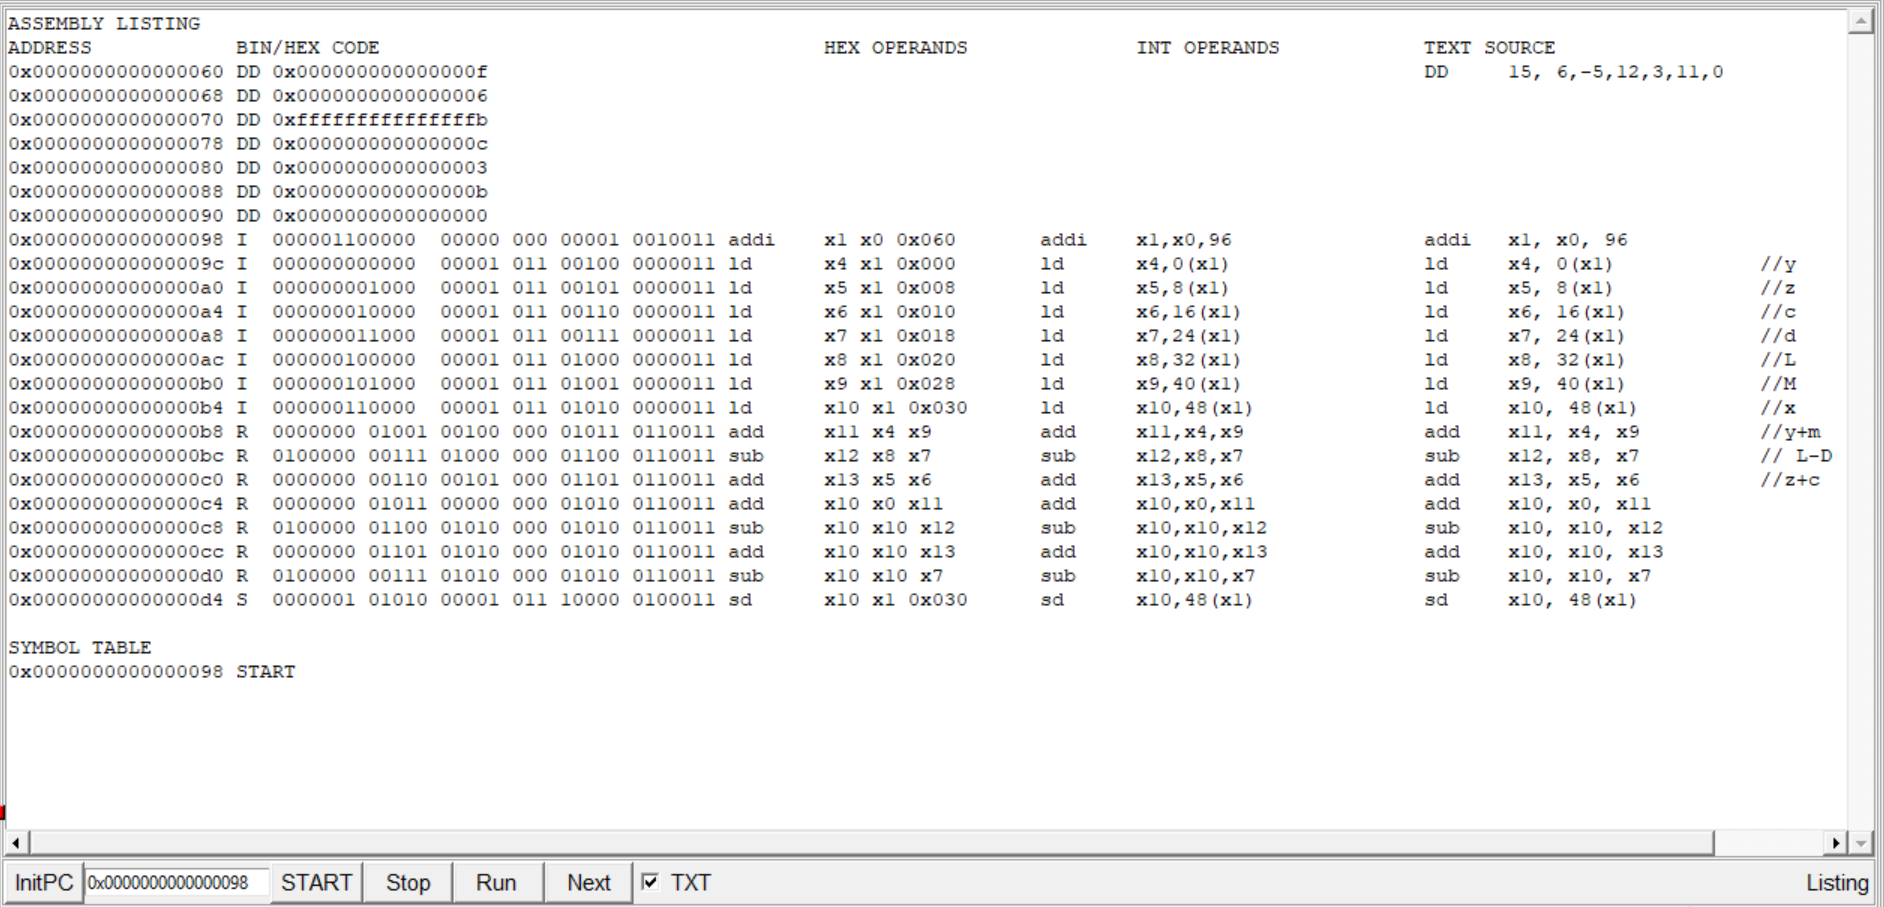 ASSEMBLY LISTING
ADDRESS BIN/HEX CODE HEX OPERANDS INT OPERANDS TEXT SOURCE
0x0000000000000060 DD 0x000000000000000f DD 15, 6,-5,12,3,11,0
0x0000000000000068 DD 0x0000000000000006
0x0000000000000070 DD 0xfffffffffffffffb
0x0000000000000078 DD 0x000000000000000c
0x0000000000000080 DD 0x0000000000000003
0x0000000000000088 DD 0x000000000000000b
0x0000000000000090 DD 0x0000000000000000
0x0000000000000098 I 000001100000 00000 000 00001 0010011 addi x1 x0 0x060 addi x1,x0,96 addi x1, x0, 96
0x000000000000009c I 000000000000 00001 011 00100 0000011 ld x4 x1 0x000 ld x4,0(x1) ld x4, 0(x1) //y
0x00000000000000a0 I 000000001000 00001 011 00101 0000011 ld x5 x1 0x008 ld x5,8(x1) ld x5, 8(x1) //z
0x00000000000000a4 I 000000010000 00001 011 00110 0000011 ld x6 x1 0x010 ld x6,16(x1) ld x6, 16(x1) //c
0x00000000000000a8 I 000000011000 00001 011 00111 0000011 ld x7 x1 0x018 ld x7,24(x1) ld x7, 24(x1) //d
0x00000000000000ac I 000000100000 00001 011 01000 0000011 ld x8 x1 0x020 ld x8,32(x1) ld x8, 32(x1) //L
0x00000000000000b0 I 000000101000 00001 011 01001 0000011 ld x9 x1 0x028 ld x9,40(x1) ld x9, 40(x1) //M
0x00000000000000b4 I 000000110000 00001 011 01010 0000011 ld x10 x1 0x030 ld x10,48(x1) ld x10, 48(x1) //x
0x00000000000000b8 R 0000000 01001 00100 000 01011 0110011 add x11 x4 x9 add x11,x4,x9 add x11, x4, x9 //y+m
0x00000000000000bc R 0100000 00111 01000 000 01100 0110011 sub x12 x8 x7 sub x12,x8,x7 sub x12, x8, x7 // L-D
0x00000000000000c0 R 0000000 00110 00101 000 01101 0110011 add x13 x5 x6 add x13,x5,x6 add x13, x5, x6 //z+c
0x00000000000000c4 R 0000000 01011 00000 000 01010 0110011 add x10 x0 x11 add x10,x0,x11 add x10, x0, x11
0x00000000000000c8 R 0100000 01100 01010 000 01010 0110011 sub x10 x10 x12 sub x10,x10,x12 sub x10, x10, x12
0x00000000000000cc R 0000000 01101 01010 000 01010 0110011 add x10 x10 x13 add x10,x10,x13 add x10, x10, x13
0x00000000000000d0 R 0100000 00111 01010 000 01010 0110011 sub x10 x10 x7 sub x10,x10,x7 sub x10, x10, x7
0x00000000000000d4 S 0000001 01010 00001 011 10000 0100011 sd x10 x1 0x030 sd x10,48(x1) sd x10, 48(x1)
SYMBOL TABLE
0x0000000000000098 START
InitPC 0x0000000000000098 START Stop Run Next TXT Listing